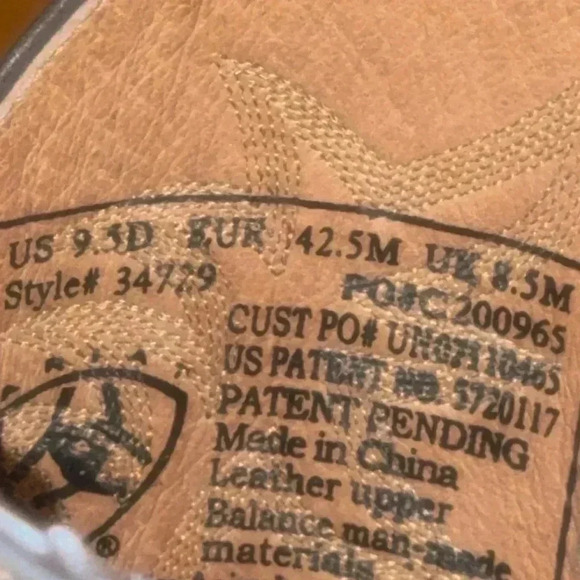 US 9.5D EUR 42.5M UK 8.5M
Style# 34729 PO#C200965
CUST PO# UN07110465
US PATENT NO 5720117
PATENT PENDING
Made in China
Leather upper
Balance man-made
materials
®